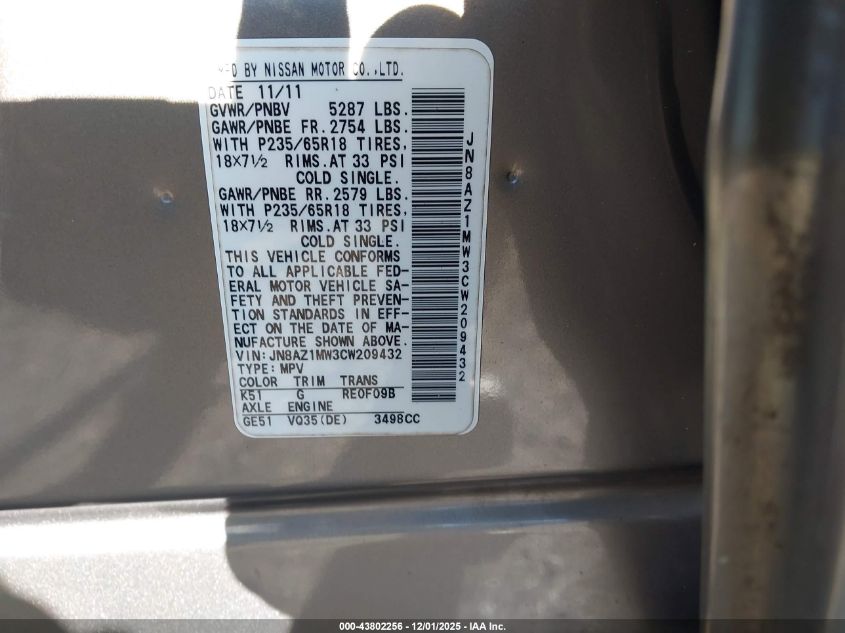 MFD BY NISSAN MOTOR CO.,LTD.
DATE 11/11
GVWR/PNBV 5287 LBS.
GAWR/PNBE FR. 2754 LBS.
WITH P235/65R18 TIRES,
18×7½ RIMS. AT 33 PSI
COLD SINGLE.
GAWR/PNBE RR. 2579 LBS.
WITH P235/65R18 TIRES,
18×7½ RIMS. AT 33 PSI
COLD SINGLE.
THIS VEHICLE CONFORMS
TO ALL APPLICABLE FED-
ERAL MOTOR VEHICLE SA-
FETY AND THEFT PREVEN-
TION STANDARDS IN EFF-
ECT ON THE DATE OF MA-
NUFACTURE SHOWN ABOVE.
VIN: JN8AZ1MW3CW209432
TYPE: MPV
COLOR TRIM TRANS
K51 G RE0F09B
AXLE ENGINE
GE51 VQ35(DE) 3498CC
JN8AZ1MW3CW209432
000-43802256 - 12/01/2025 - IAA Inc.